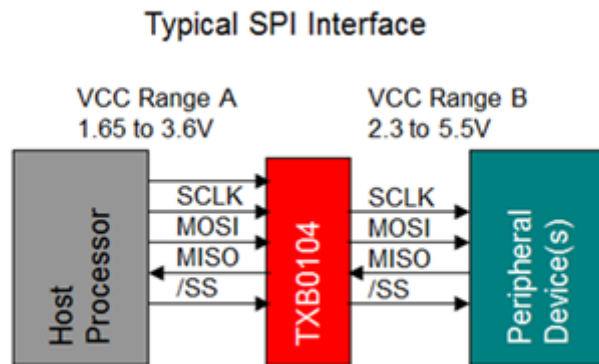 Typical SPI Interface
VCC Range A
1.65 to 3.6V
VCC Range B
2.3 to 5.5V
Host
Processor
SCLK
MOSI
MISO
/SS
TXB0104
SCLK
MOSI
MISO
/SS
Peripheral
Device(s)